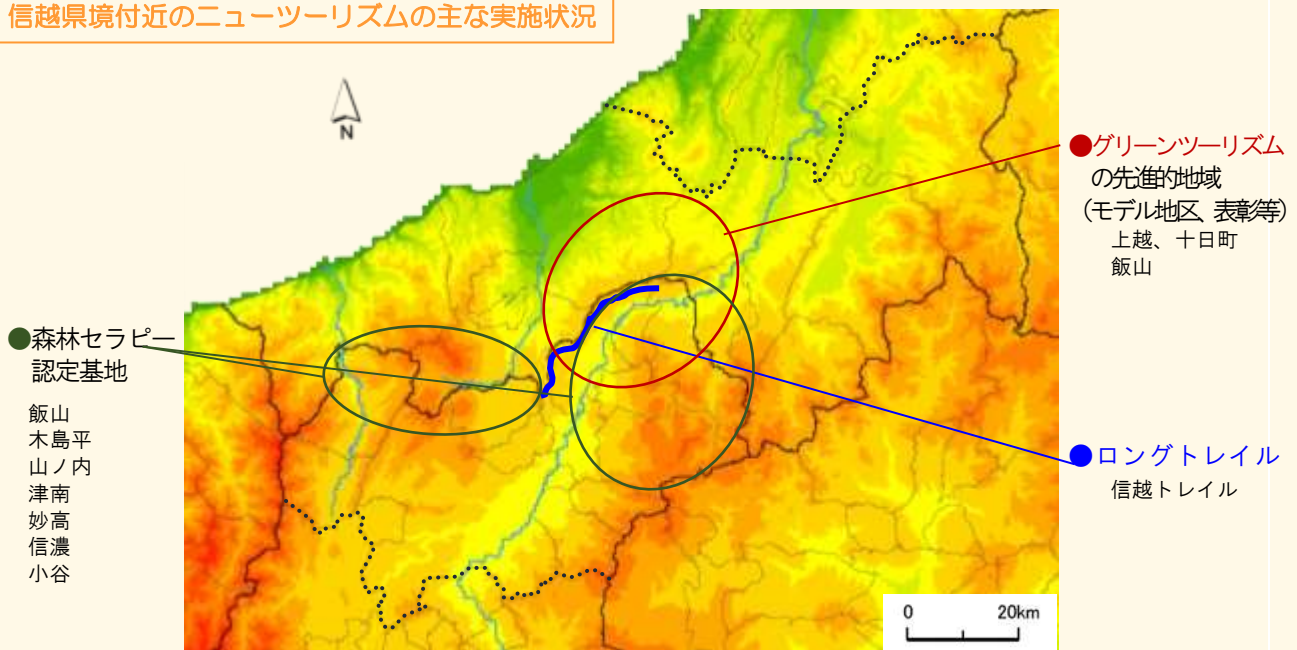 信越県境付近のニューツーリズムの主な実施状況
N
●グリーンツーリズム
の先進的地域
(モデル地区、表彰等)
上越、十日町
飯山
●森林セラピー
認定基地
飯山
木島平
山ノ内
津南
妙高
信濃
小谷
●ロングトレイル
信越トレイル
0 20km